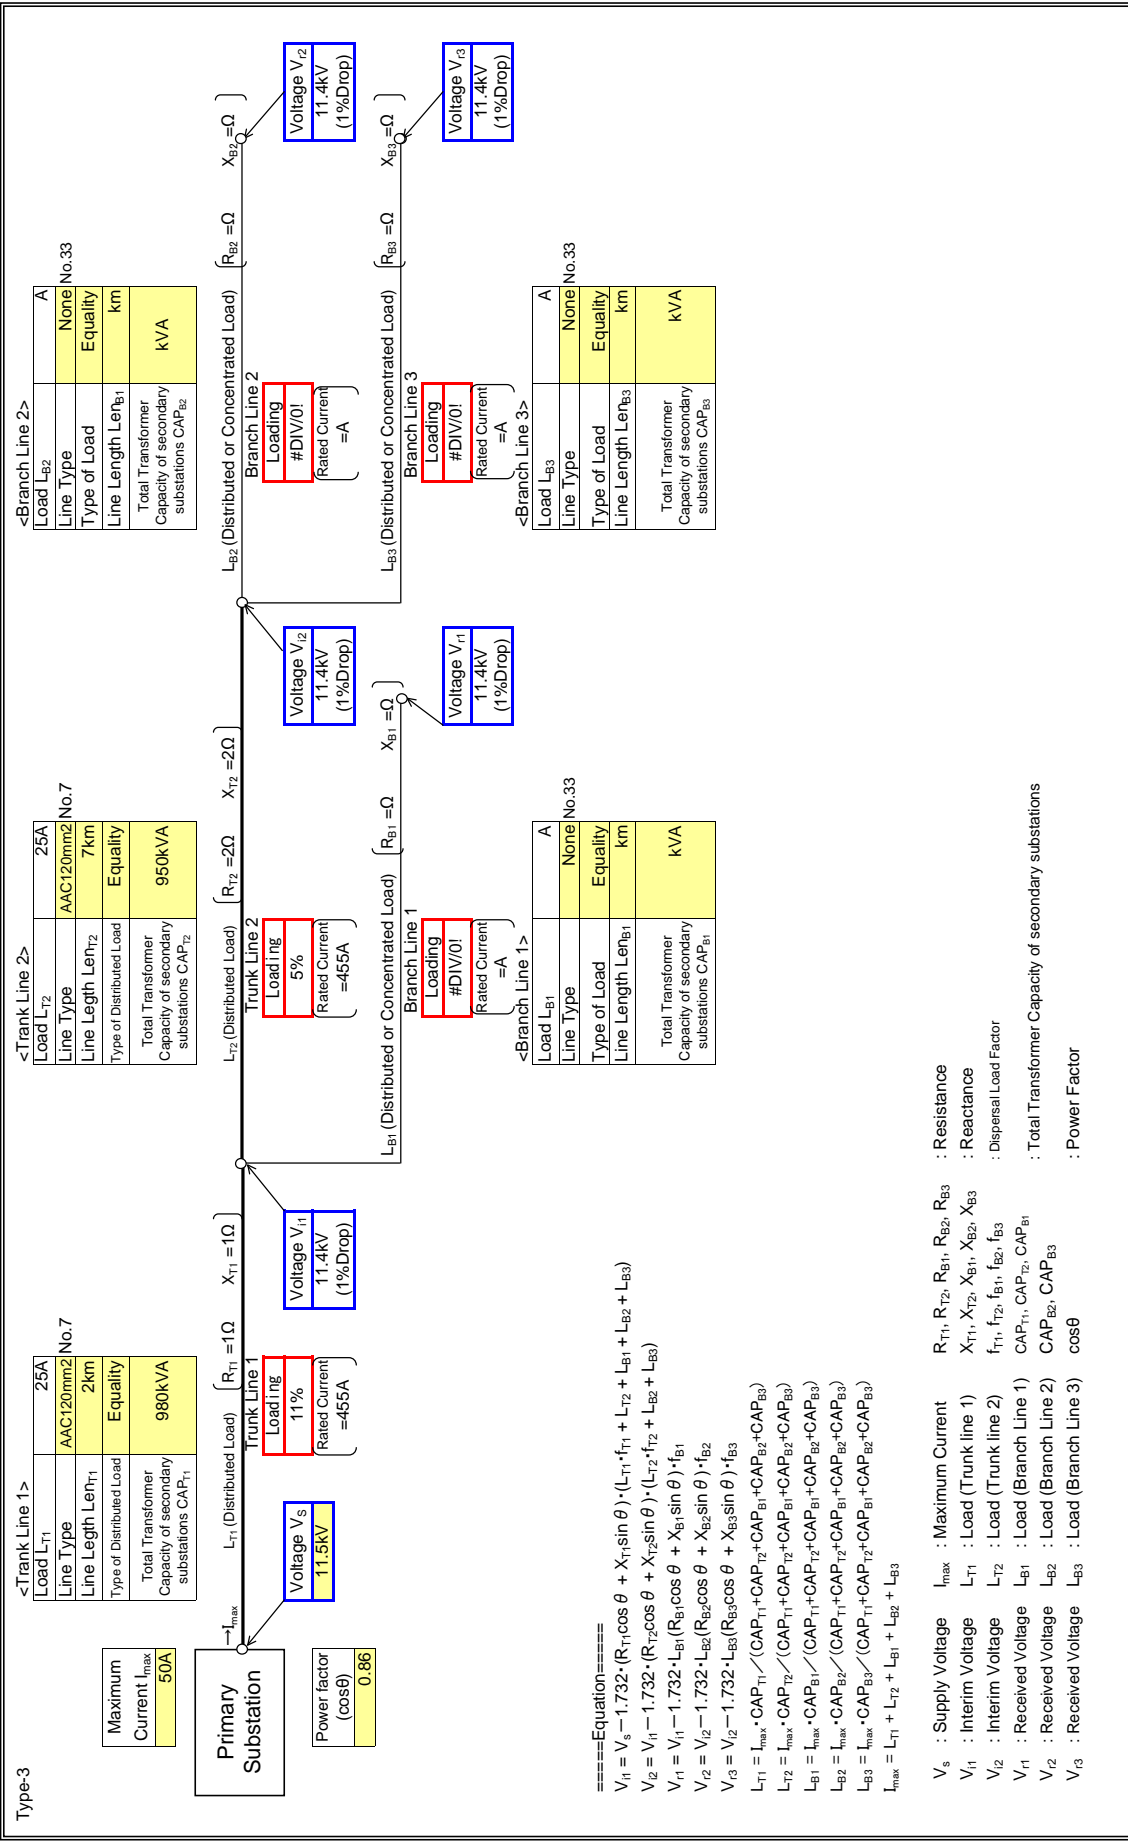 Type-3
Maximum
Current Imax
50A
Primary
Substation
→Imax
Power factor
(cosθ)
0.86
Voltage VS
11.5kV
<Trank Line 1>
Load LT1 25A
Line Type AAC120mm2 No.7
Line Legth LenT1 2km
Type of Distributed Load Equality
Total Transformer
Capacity of secondary
substations CAPT1
980kVA
LT1 (Distributed Load) RT1 =1Ω XT1 =1Ω
Trunk Line 1
Loading
11%
Rated Current
=455A
Voltage Vi1
11.4kV
(1%Drop)
<Trank Line 2>
Load LT2 25A
Line Type AAC120mm2 No.7
Line Legth LenT2 7km
Type of Distributed Load Equality
Total Transformer
Capacity of secondary
substations CAPT2
950kVA
LT2 (Distributed Load) RT2 =2Ω XT2 =2Ω
Trunk Line 2
Loading
5%
Rated Current
=455A
Voltage Vi2
11.4kV
(1%Drop)
LB1 (Distributed or Concentrated Load) RB1 =Ω XB1 =Ω
Branch Line 1
Loading
#DIV/0!
Rated Current
=A
Voltage Vr1
11.4kV
(1%Drop)
<Branch Line 1>
Load LB1 A
Line Type None No.33
Type of Load Equality
Line Length LenB1 km
Total Transformer
Capacity of secondary
substations CAPB1
kVA
<Branch Line 2>
Load LB2 A
Line Type None No.33
Type of Load Equality
Line Length LenB1 km
Total Transformer
Capacity of secondary
substations CAPB2
kVA
LB2 (Distributed or Concentrated Load) RB2 =Ω XB2 =Ω
Branch Line 2
Loading
#DIV/0!
Rated Current
=A
Voltage Vr2
11.4kV
(1%Drop)
LB3 (Distributed or Concentrated Load) RB3 =Ω XB3 =Ω
Branch Line 3
Loading
#DIV/0!
Rated Current
=A
Voltage Vr3
11.4kV
(1%Drop)
<Branch Line 3>
Load LB3 A
Line Type None No.33
Type of Load Equality
Line Length LenB3 km
Total Transformer
Capacity of secondary
substations CAPB3
kVA
=====Equation=====
Vi1 = Vs－1.732・(RT1cos θ + XT1sin θ)・(LT1・fT1 + LT2 + LB1 + LB2 + LB3)
Vi2 = Vi1－1.732・(RT2cos θ + XT2sin θ)・(LT2・fT2 + LB2 + LB3)
Vr1 = Vi1－1.732・LB1(RB1cos θ + XB1sin θ)・fB1
Vr2 = Vi2－1.732・LB2(RB2cos θ + XB2sin θ)・fB2
Vr3 = Vi2－1.732・LB3(RB3cos θ + XB3sin θ)・fB3
LT1 = Imax・CAPT1／(CAPT1+CAPT2+CAPB1+CAPB2+CAPB3)
LT2 = Imax・CAPT2／(CAPT1+CAPT2+CAPB1+CAPB2+CAPB3)
LB1 = Imax・CAPB1／(CAPT1+CAPT2+CAPB1+CAPB2+CAPB3)
LB2 = Imax・CAPB2／(CAPT1+CAPT2+CAPB1+CAPB2+CAPB3)
LB3 = Imax・CAPB3／(CAPT1+CAPT2+CAPB1+CAPB2+CAPB3)
Imax = LT1 + LT2 + LB1 + LB2 + LB3
Vs : Supply Voltage Imax : Maximum Current RT1, RT2, RB1, RB2, RB3 : Resistance
Vi1 : Interim Voltage LT1 : Load (Trunk line 1) XT1, XT2, XB1, XB2, XB3 : Reactance
Vi2 : Interim Voltage LT2 : Load (Trunk line 2) fT1, fT2, fB1, fB2, fB3 : Dispersal Load Factor
Vr1 : Received Voltage LB1 : Load (Branch Line 1) CAPT1, CAPT2, CAPB1 : Total Transformer Capacity of secondary substations
Vr2 : Received Voltage LB2 : Load (Branch Line 2) CAPB2, CAPB3
Vr3 : Received Voltage LB3 : Load (Branch Line 3) cosθ : Power Factor